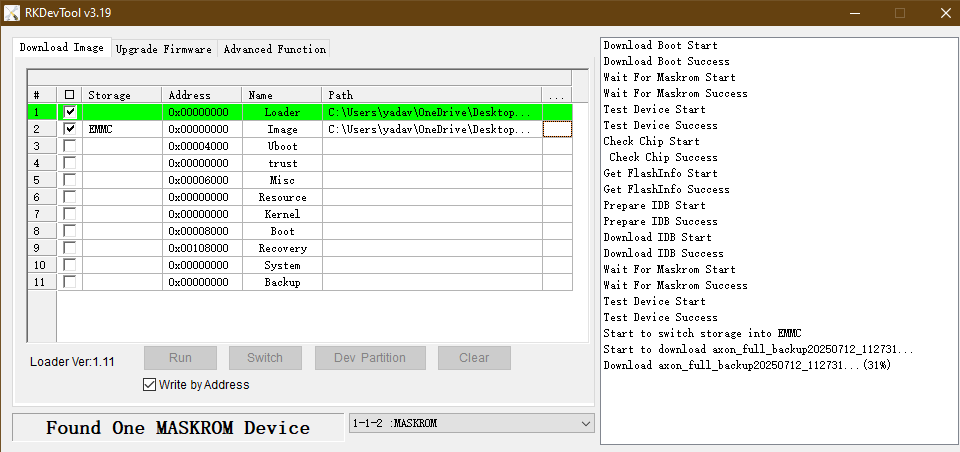 RKDevTool v3.19
Download Image Upgrade Firmware Advanced Function
# Storage Address Name Path ...
1 0x00000000 Loader C:\Users\yadav\OneDrive\Desktop...
2 EMMC 0x00000000 Image C:\Users\yadav\OneDrive\Desktop...
3 0x00004000 Uboot
4 0x00000000 trust
5 0x00006000 Misc
6 0x00000000 Resource
7 0x00000000 Kernel
8 0x00008000 Boot
9 0x00108000 Recovery
10 0x00000000 System
11 0x00000000 Backup
Loader Ver:1.11 Run Switch Dev Partition Clear
Write by Address
Found One MASKROM Device 1-1-2 :MASKROM
Download Boot Start
Download Boot Success
Wait For Maskrom Start
Wait For Maskrom Success
Test Device Start
Test Device Success
Check Chip Start
Check Chip Success
Get FlashInfo Start
Get FlashInfo Success
Prepare IDB Start
Prepare IDB Success
Download IDB Start
Download IDB Success
Wait For Maskrom Start
Wait For Maskrom Success
Test Device Start
Test Device Success
Start to switch storage into EMMC
Start to download axon_full_backup20250712_112731...
Download axon_full_backup20250712_112731...(31%)